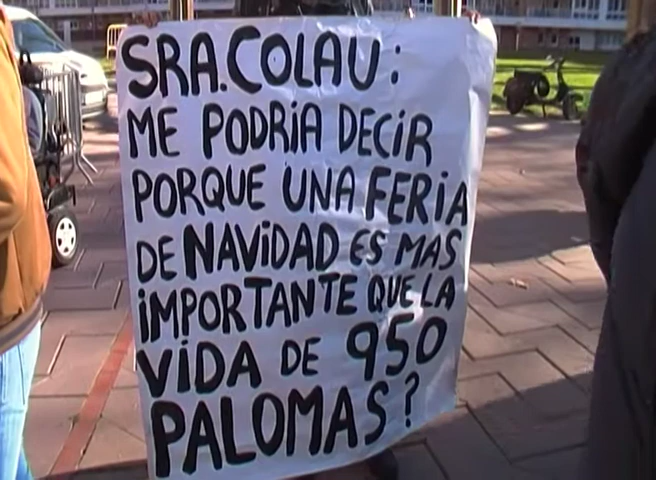 SRA. COLAU:
ME PODRIA DECIR
PORQUE UNA FERIA
DE NAVIDAD ES MAS
IMPORTANTE QUE LA
VIDA DE 950
PALOMAS?